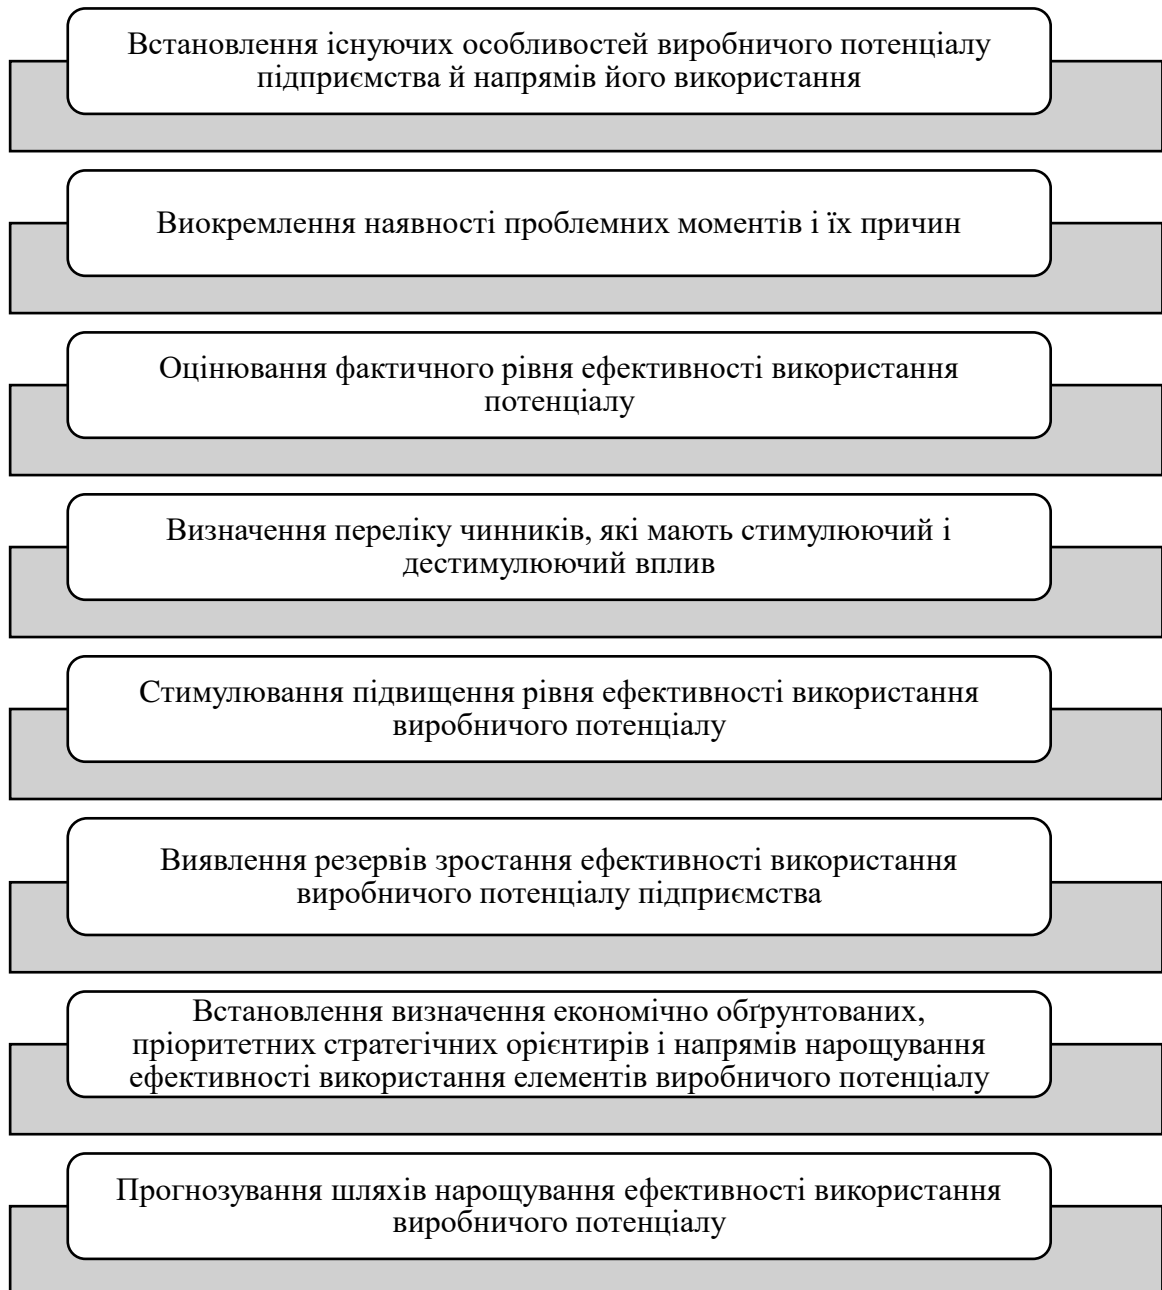 Встановлення існуючих особливостей виробничого потенціалу
підприємства й напрямів його використання
Виокремлення наявності проблемних моментів і їх причин
Оцінювання фактичного рівня ефективності використання
потенціалу
Визначення переліку чинників, які мають стимулюючий і
дестимулюючий вплив
Стимулювання підвищення рівня ефективності використання
виробничого потенціалу
Виявлення резервів зростання ефективності використання
виробничого потенціалу підприємства
Встановлення визначення економічно обґрунтованих,
пріоритетних стратегічних орієнтирів і напрямів нарощування
ефективності використання елементів виробничого потенціалу
Прогнозування шляхів нарощування ефективності використання
виробничого потенціалу